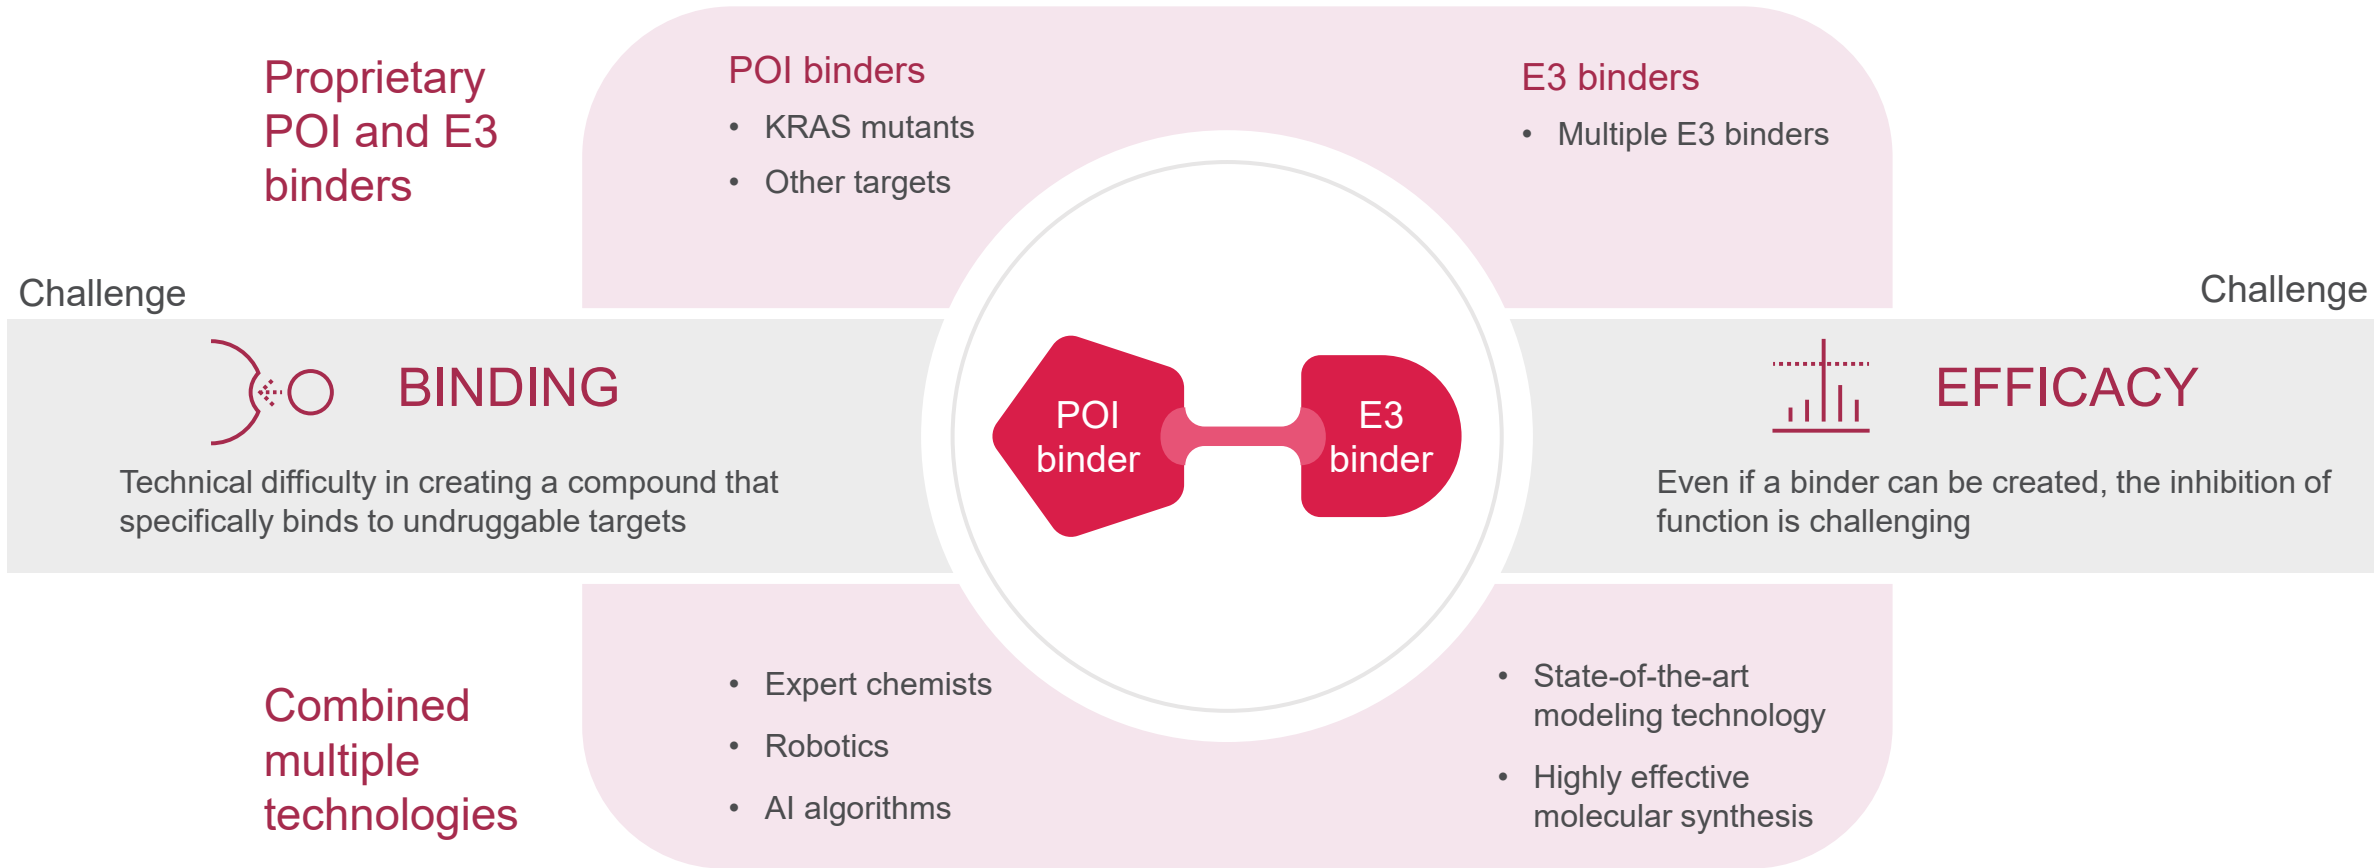 Proprietary
POI and E3
binders
POI binders
• KRAS mutants
• Other targets
E3 binders
• Multiple E3 binders
Challenge
BINDING
Technical difficulty in creating a compound that
specifically binds to undruggable targets
POI
binder
E3
binder
Challenge
EFFICACY
Even if a binder can be created, the inhibition of
function is challenging
Combined
multiple
technologies
• Expert chemists
• Robotics
• AI algorithms
• State-of-the-art
modeling technology
• Highly effective
molecular synthesis